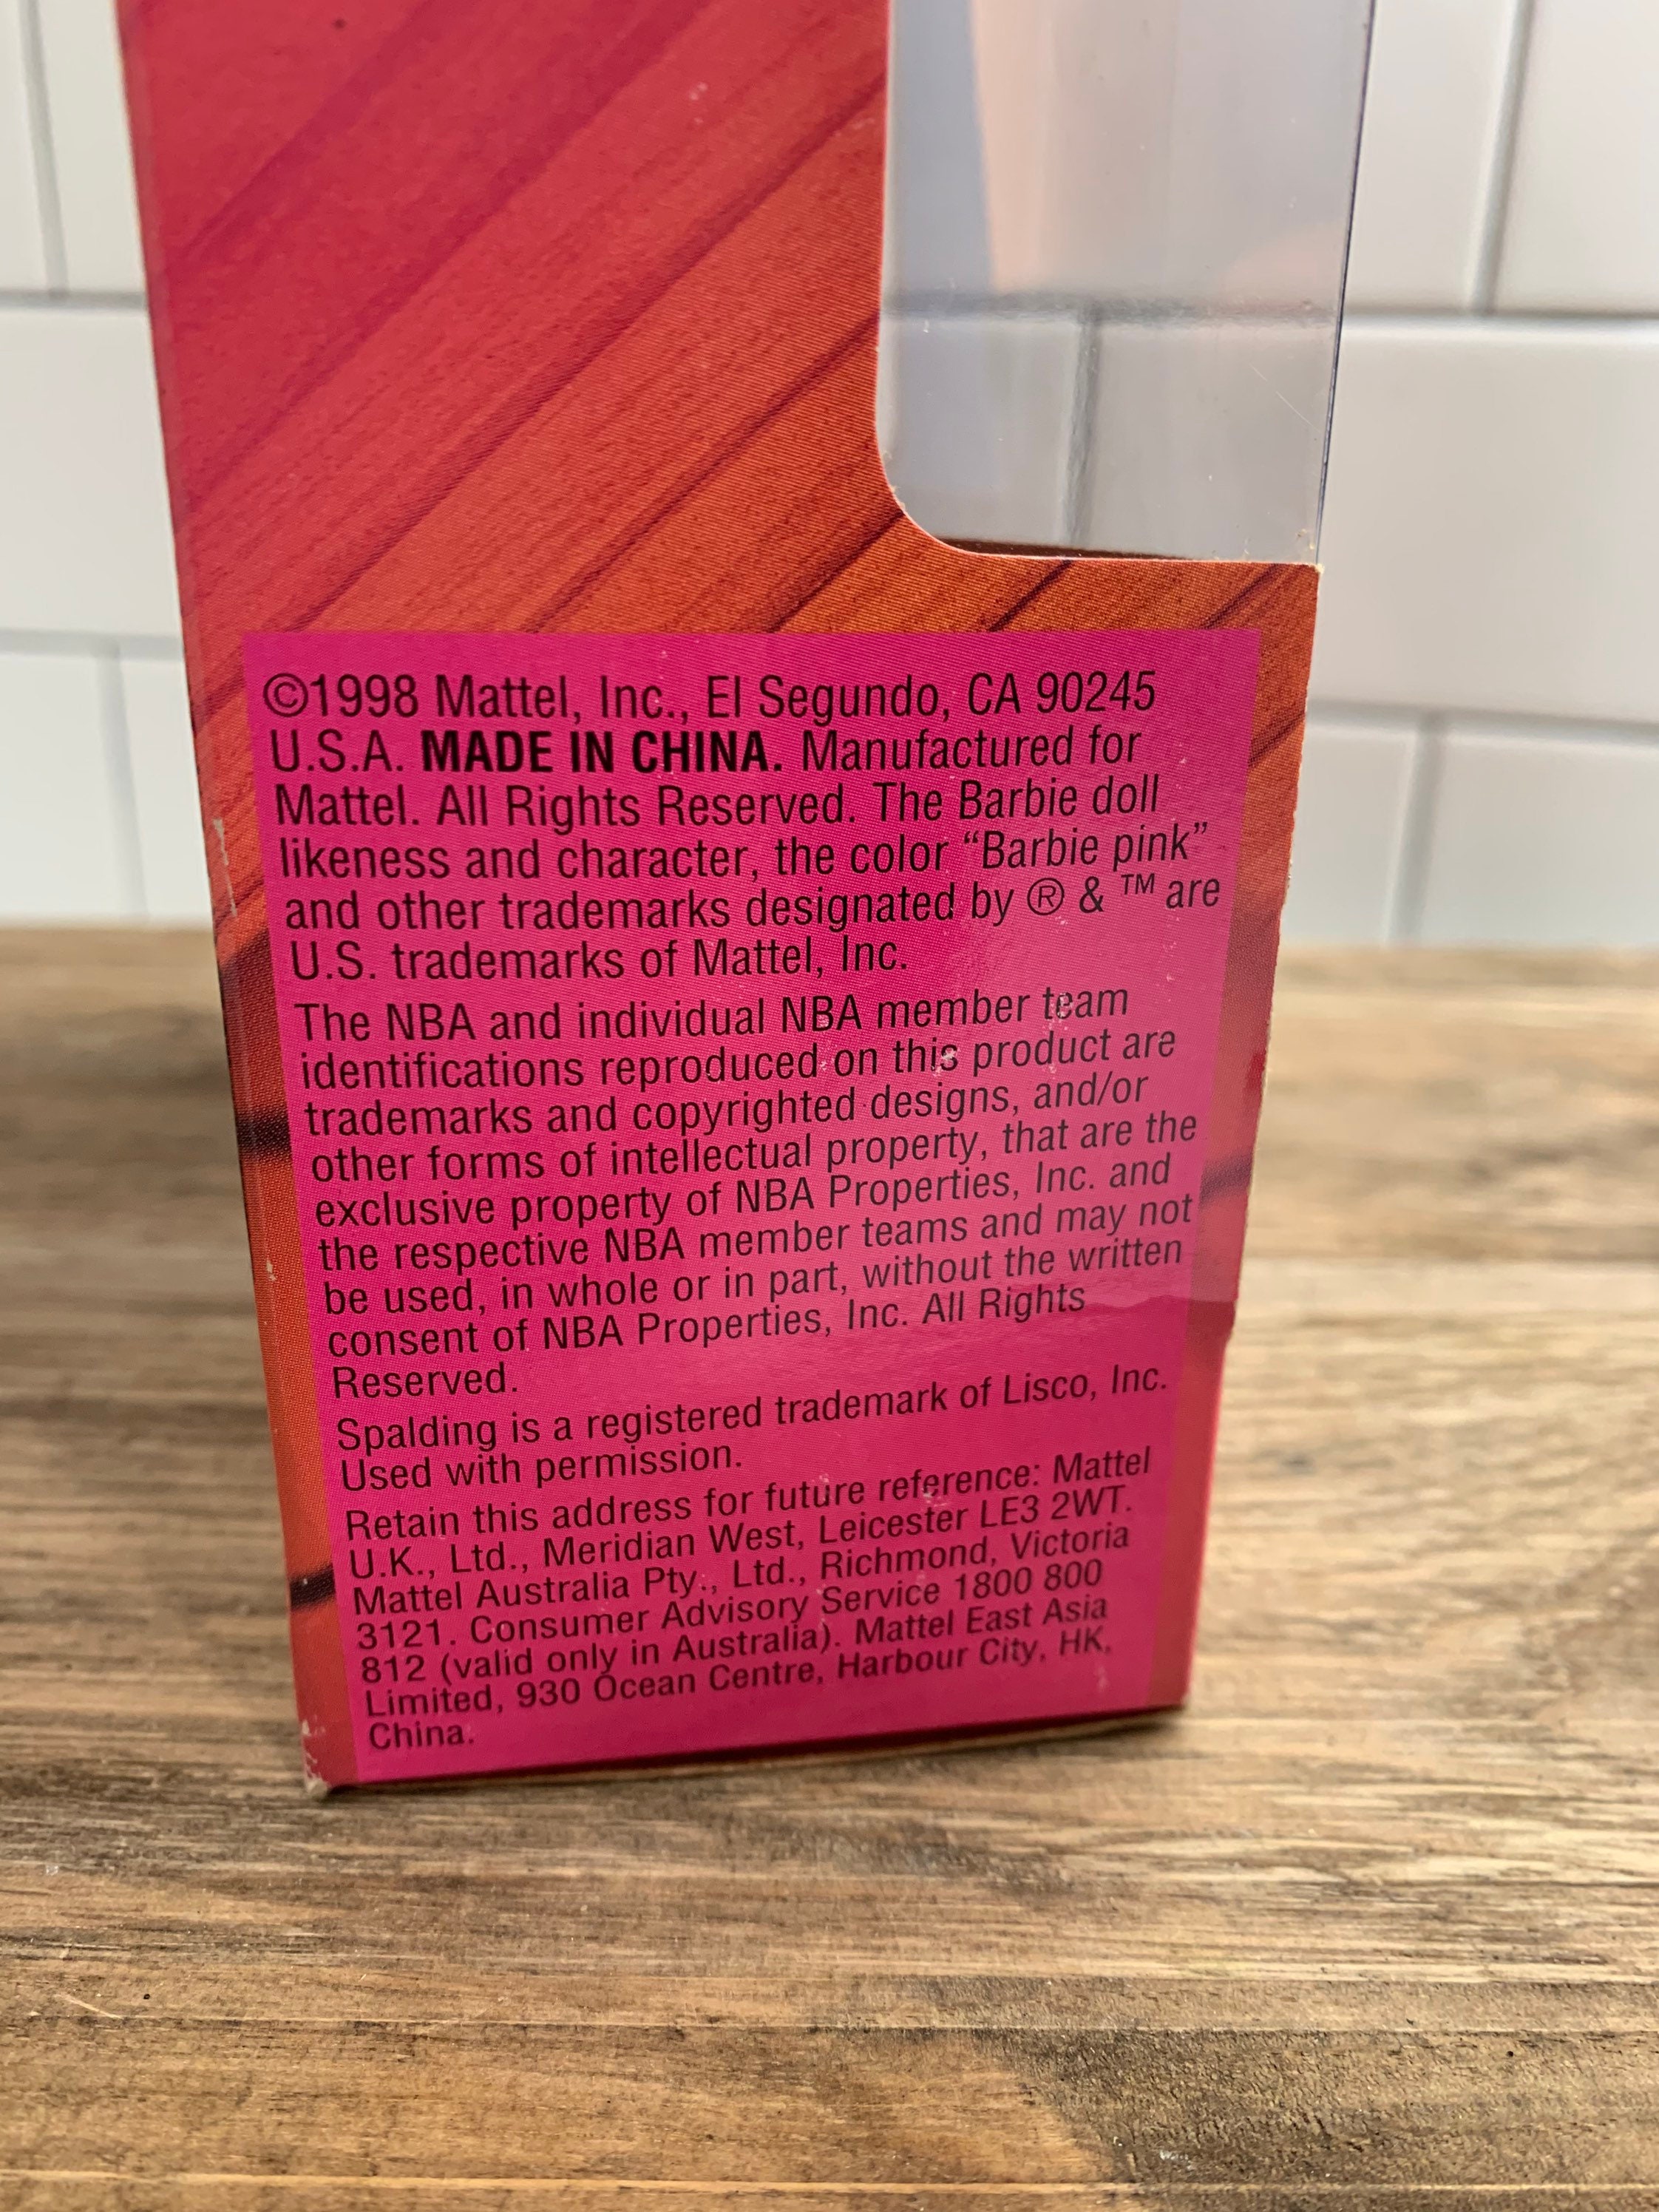 ©1998 Mattel, Inc., El Segundo, CA 90245
U.S.A. MADE IN CHINA. Manufactured for
Mattel. All Rights Reserved. The Barbie doll
likeness and character, the color “Barbie pink”
and other trademarks designated by ® & ™ are
U.S. trademarks of Mattel, Inc.
The NBA and individual NBA member team
identifications reproduced on this product are
trademarks and copyrighted designs, and/or
other forms of intellectual property, that are the
exclusive property of NBA Properties, Inc. and
the respective NBA member teams and may not
be used, in whole or in part, without the written
consent of NBA Properties, Inc. All Rights
Reserved.
Spalding is a registered trademark of Lisco, Inc.
Used with permission.
Retain this address for future reference: Mattel
U.K., Ltd., Meridian West, Leicester LE3 2WT.
Mattel Australia Pty., Ltd., Richmond, Victoria
3121. Consumer Advisory Service 1800 800
812 (valid only in Australia). Mattel East Asia
Limited, 930 Ocean Centre, Harbour City, HK,
China.